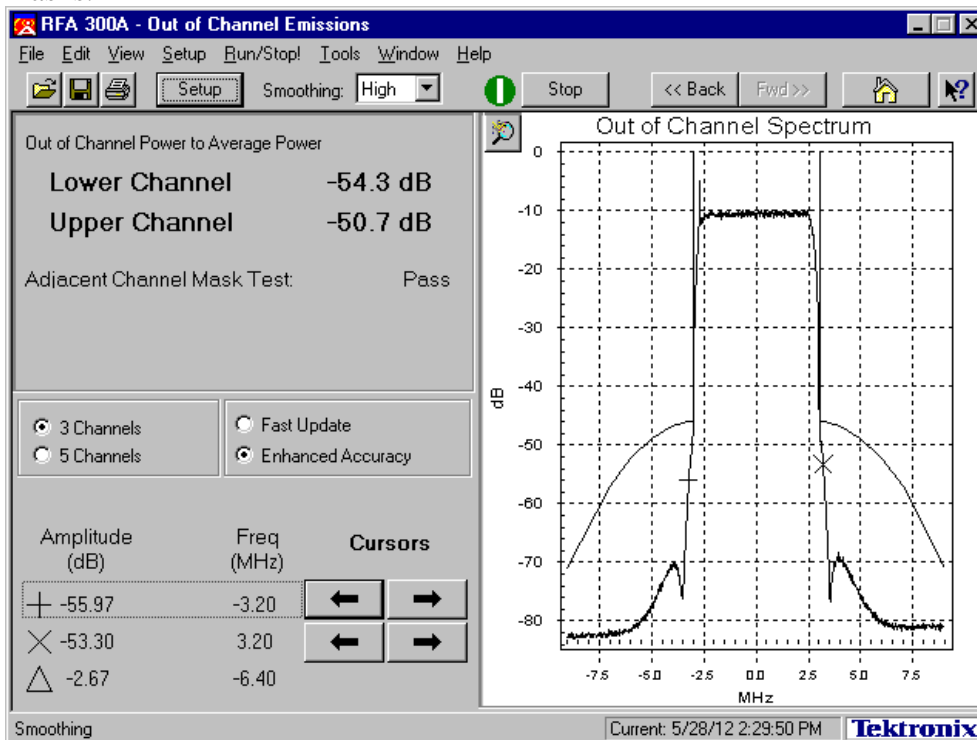 RFA 300A - Out of Channel Emissions
File Edit View Setup Run/Stop! Tools Window Help
Setup Smoothing: High Stop << Back Fwd >>
Out of Channel Power to Average Power
Lower Channel -54.3 dB
Upper Channel -50.7 dB
Adjacent Channel Mask Test: Pass
3 Channels
5 Channels
Fast Update
Enhanced Accuracy
Amplitude (dB) Freq (MHz) Cursors
-55.97 -3.20
-53.30 3.20
-2.67 -6.40
Out of Channel Spectrum
0
-10
-20
-30
-40
-50
-60
-70
-80
dB
-7.5 -5.0 -2.5 0.0 2.5 5.0 7.5
MHz
Smoothing Current: 5/28/12 2:29:50 PM Tektronix